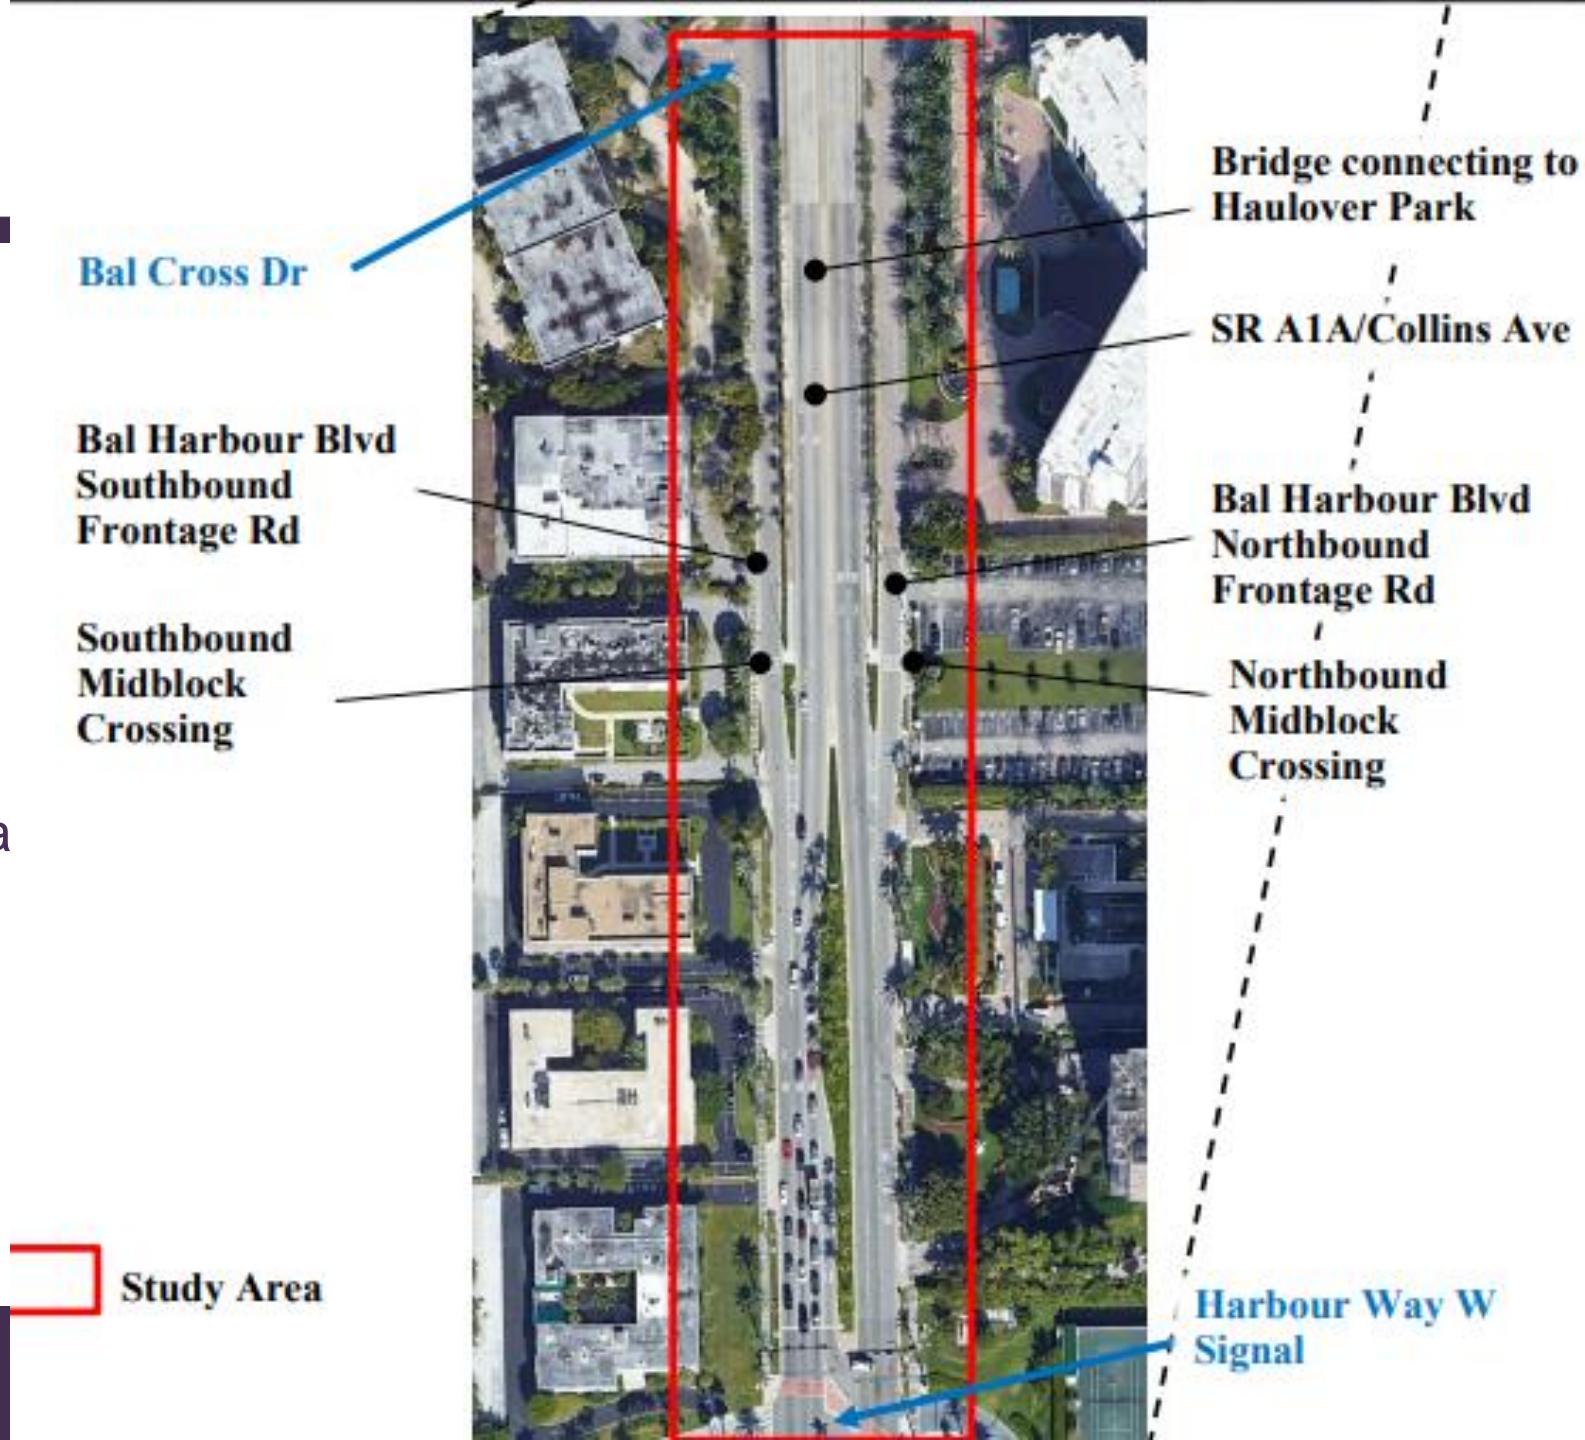 Bridge connecting to
Haulover Park
Bal Cross Dr
SR A1A/Collins Ave
Bal Harbour Blvd
Southbound
Frontage Rd
Bal Harbour Blvd
Northbound
Frontage Rd
Southbound
Midblock
Crossing
Northbound
Midblock
Crossing
a
Study Area
Harbour Way W
Signal